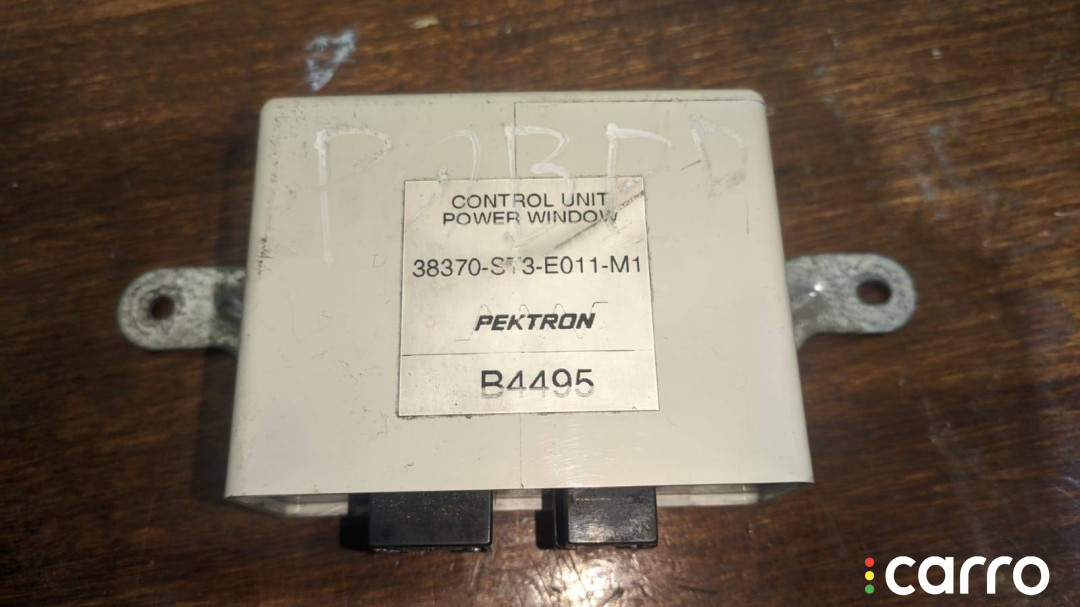 CONTROL UNIT
POWER WINDOW
38370-ST3-E011-M1
PEKTRON
B4495
carro